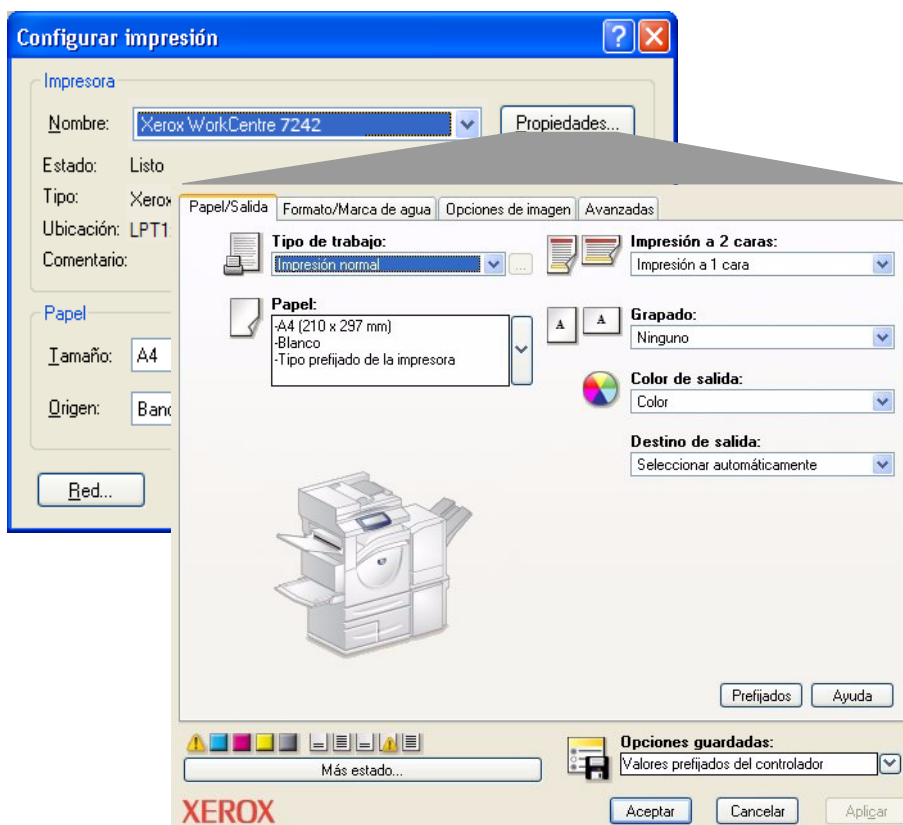 Configurar impresión
Impresora
Nombre: Xerox WorkCentre 7242 Propiedades...
Estado: Listo
Tipo: Xerox
Ubicación: LPT1:
Comentario:
Papel
Tamaño: A4
Origen:
Red...
Papel/Salida Formato/Marca de agua Opciones de imagen Avanzadas
Tipo de trabajo:
Impresión normal ...
Papel:
-A4 (210 x 297 mm)
-Blanco
-Tipo prefijado de la impresora
Impresión a 2 caras:
Impresión a 1 cara
A A
Grapado:
Ninguno
Color de salida:
Color
Destino de salida:
Seleccionar automáticamente
Prefijados Ayuda
Más estado...
Opciones guardadas:
Valores prefijados del controlador
XEROX
Aceptar Cancelar Aplicar